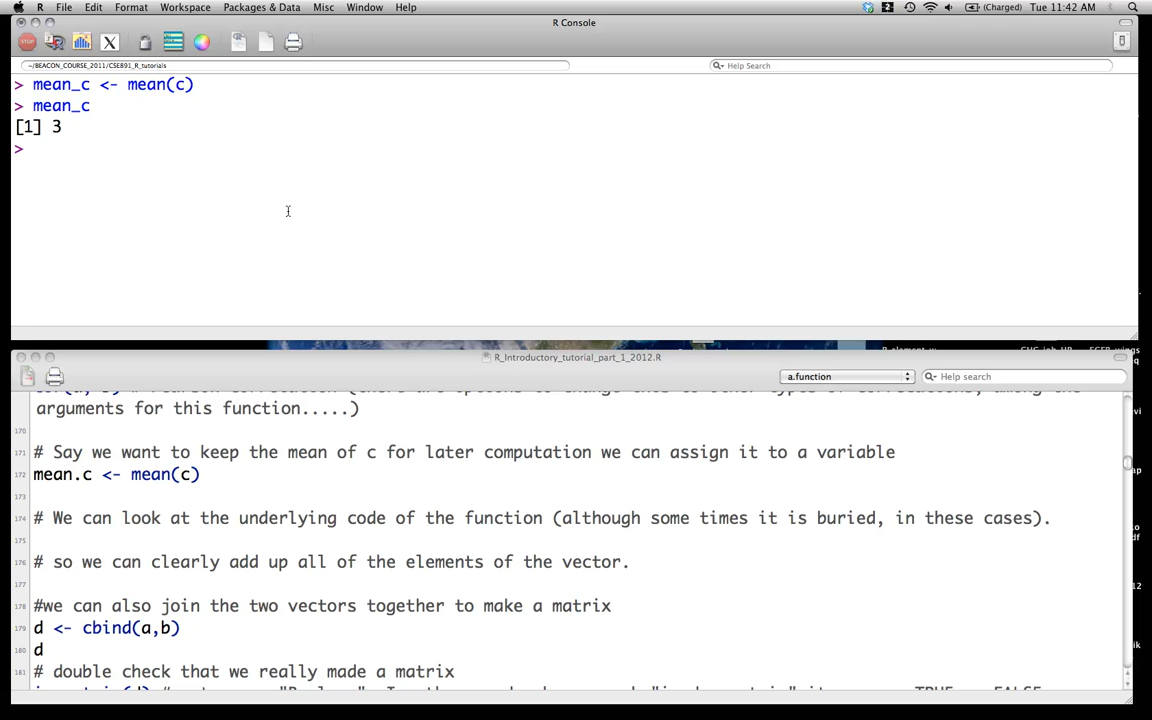 R File Edit Format Workspace Packages & Data Misc Window Help (Charged) Tue 11:42 AM
R Console
~/BEACON_COURSE_2011/CSE891_R_tutorials
Help Search
> mean_c <- mean(c)
> mean_c
[1] 3
>
R_Introductory_tutorial_part_1_2012.R
a.function
Help search
arguments for this function.....)
170
171 # Say we want to keep the mean of c for later computation we can assign it to a variable
172 mean.c <- mean(c)
173
174 # We can look at the underlying code of the function (although some times it is buried, in these cases).
175
176 # so we can clearly add up all of the elements of the vector.
177
178 #we can also join the two vectors together to make a matrix
179 d <- cbind(a,b)
180 d
181 # double check that we really made a matrix